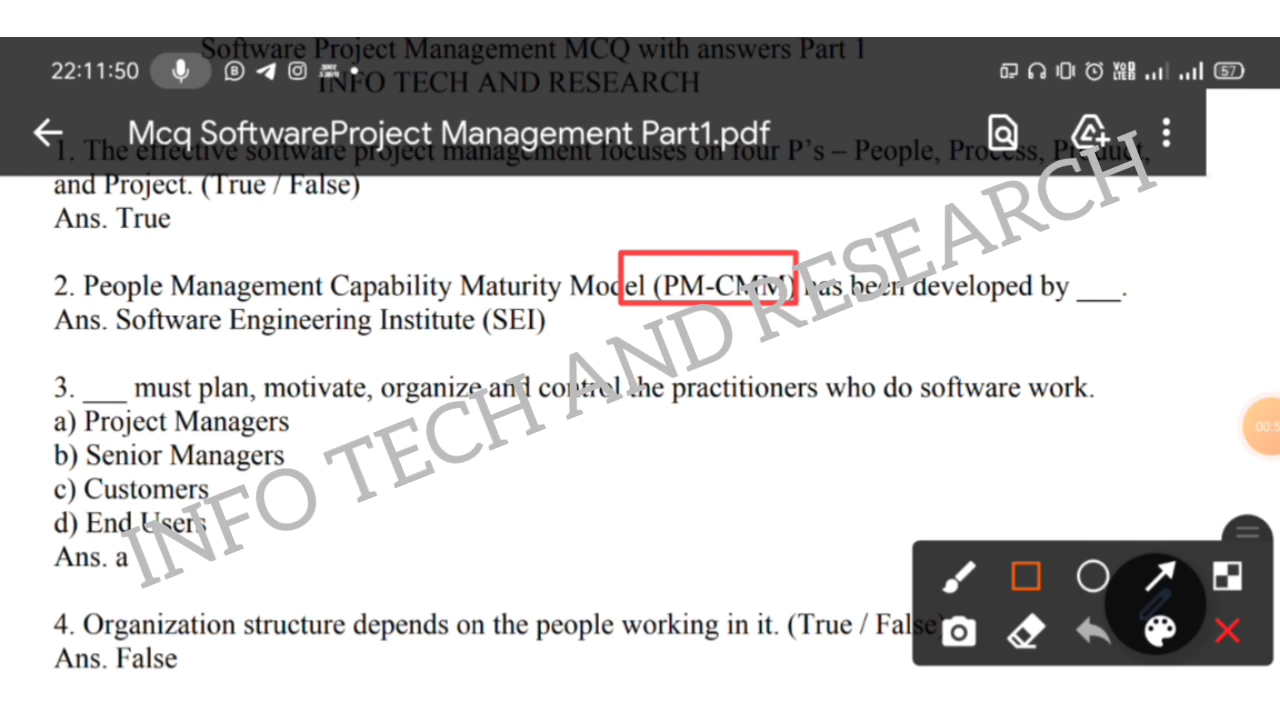 Software Project Management MCQ with answers Part 1
22:11:50
57
INFO TECH AND RESEARCH
Mcq SoftwareProject Management Part1.pdf
1. The effective software project management focuses on four P's – People, Process, Product,
and Project. (True / False)
Ans. True
2. People Management Capability Maturity Model (PM-CMM) has been developed by ___.
Ans. Software Engineering Institute (SEI)
3. ___ must plan, motivate, organize and control the practitioners who do software work.
a) Project Managers
b) Senior Managers
c) Customers
d) End Users
Ans. a
4. Organization structure depends on the people working in it. (True / False)
Ans. False
INFO TECH AND RESEARCH